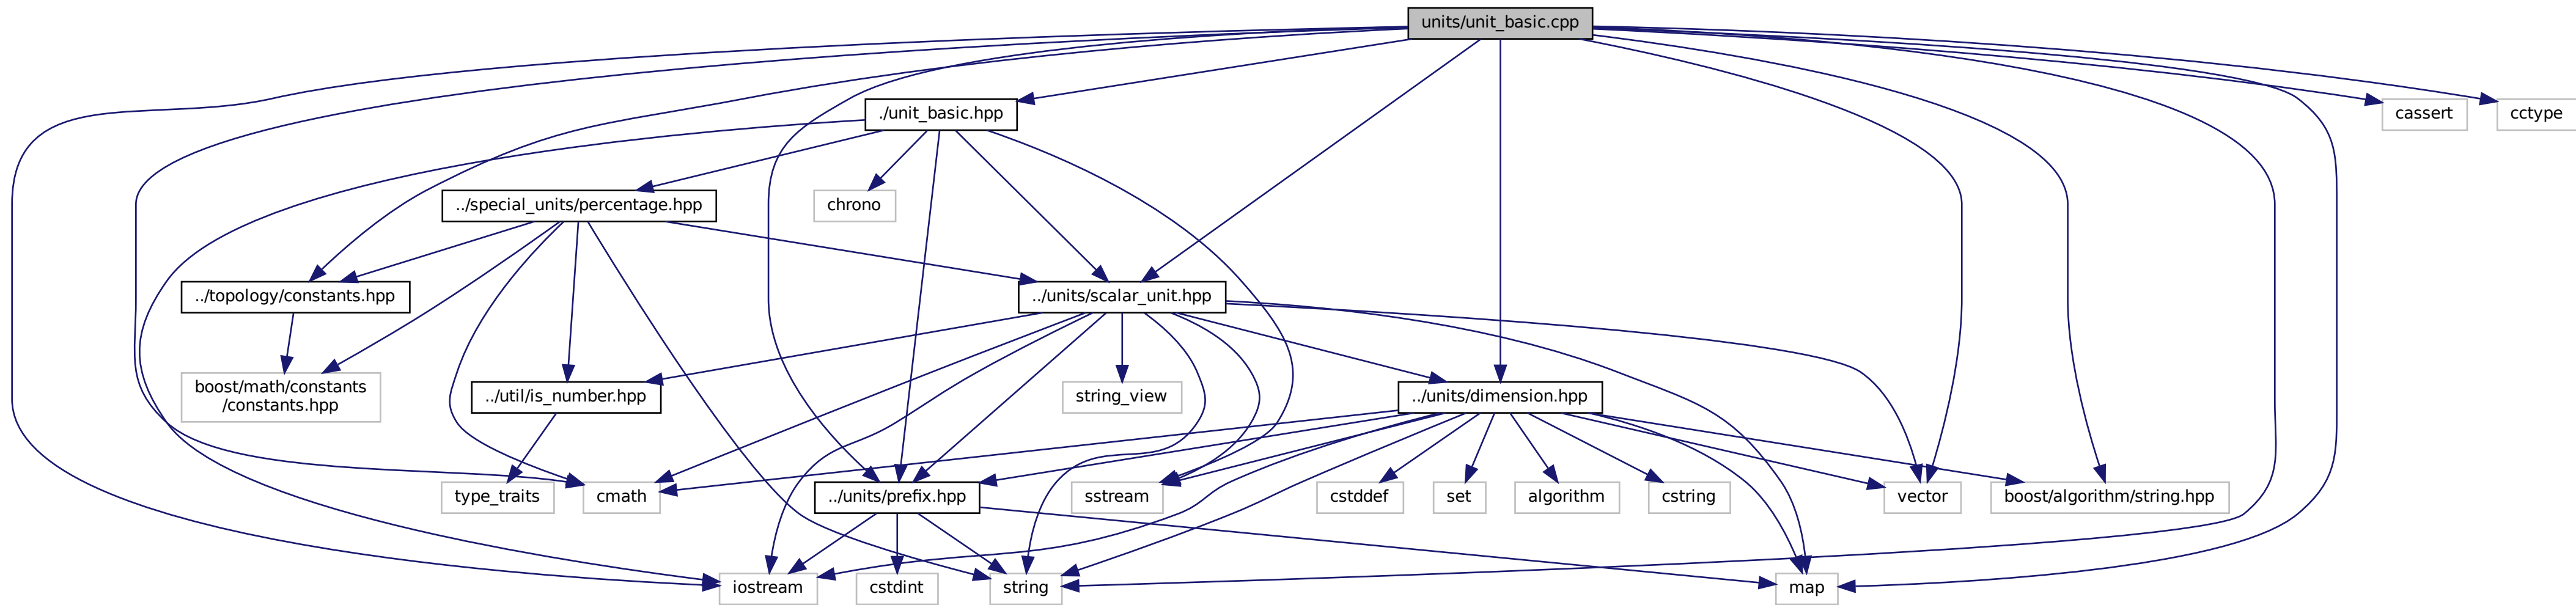 units/unit_basic.cpp
./unit_basic.hpp
cassert
cctype
../special_units/percentage.hpp
chrono
../topology/constants.hpp
../units/scalar_unit.hpp
boost/math/constants
/constants.hpp
../util/is_number.hpp
string_view
../units/dimension.hpp
type_traits
cmath
../units/prefix.hpp
sstream
cstddef
set
algorithm
cstring
vector
boost/algorithm/string.hpp
iostream
cstdint
string
map